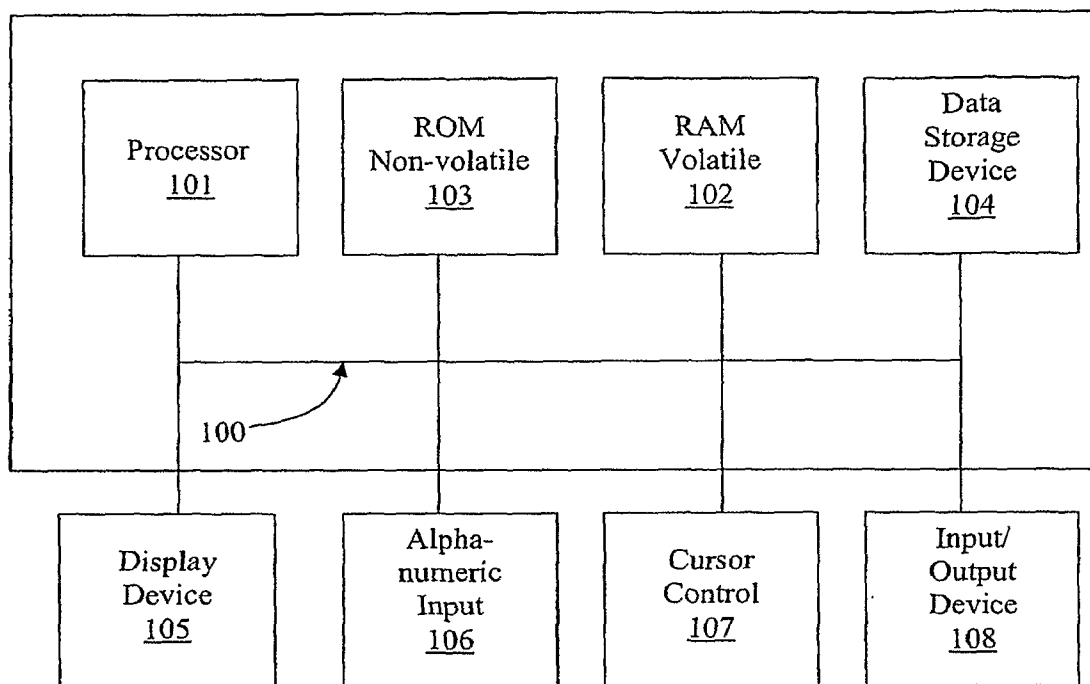 Processor
101
ROM
Non-volatile
103
RAM
Volatile
102
Data
Storage
Device
104
100
Display
Device
105
Alpha-
numeric
Input
106
Cursor
Control
107
Input/
Output
Device
108